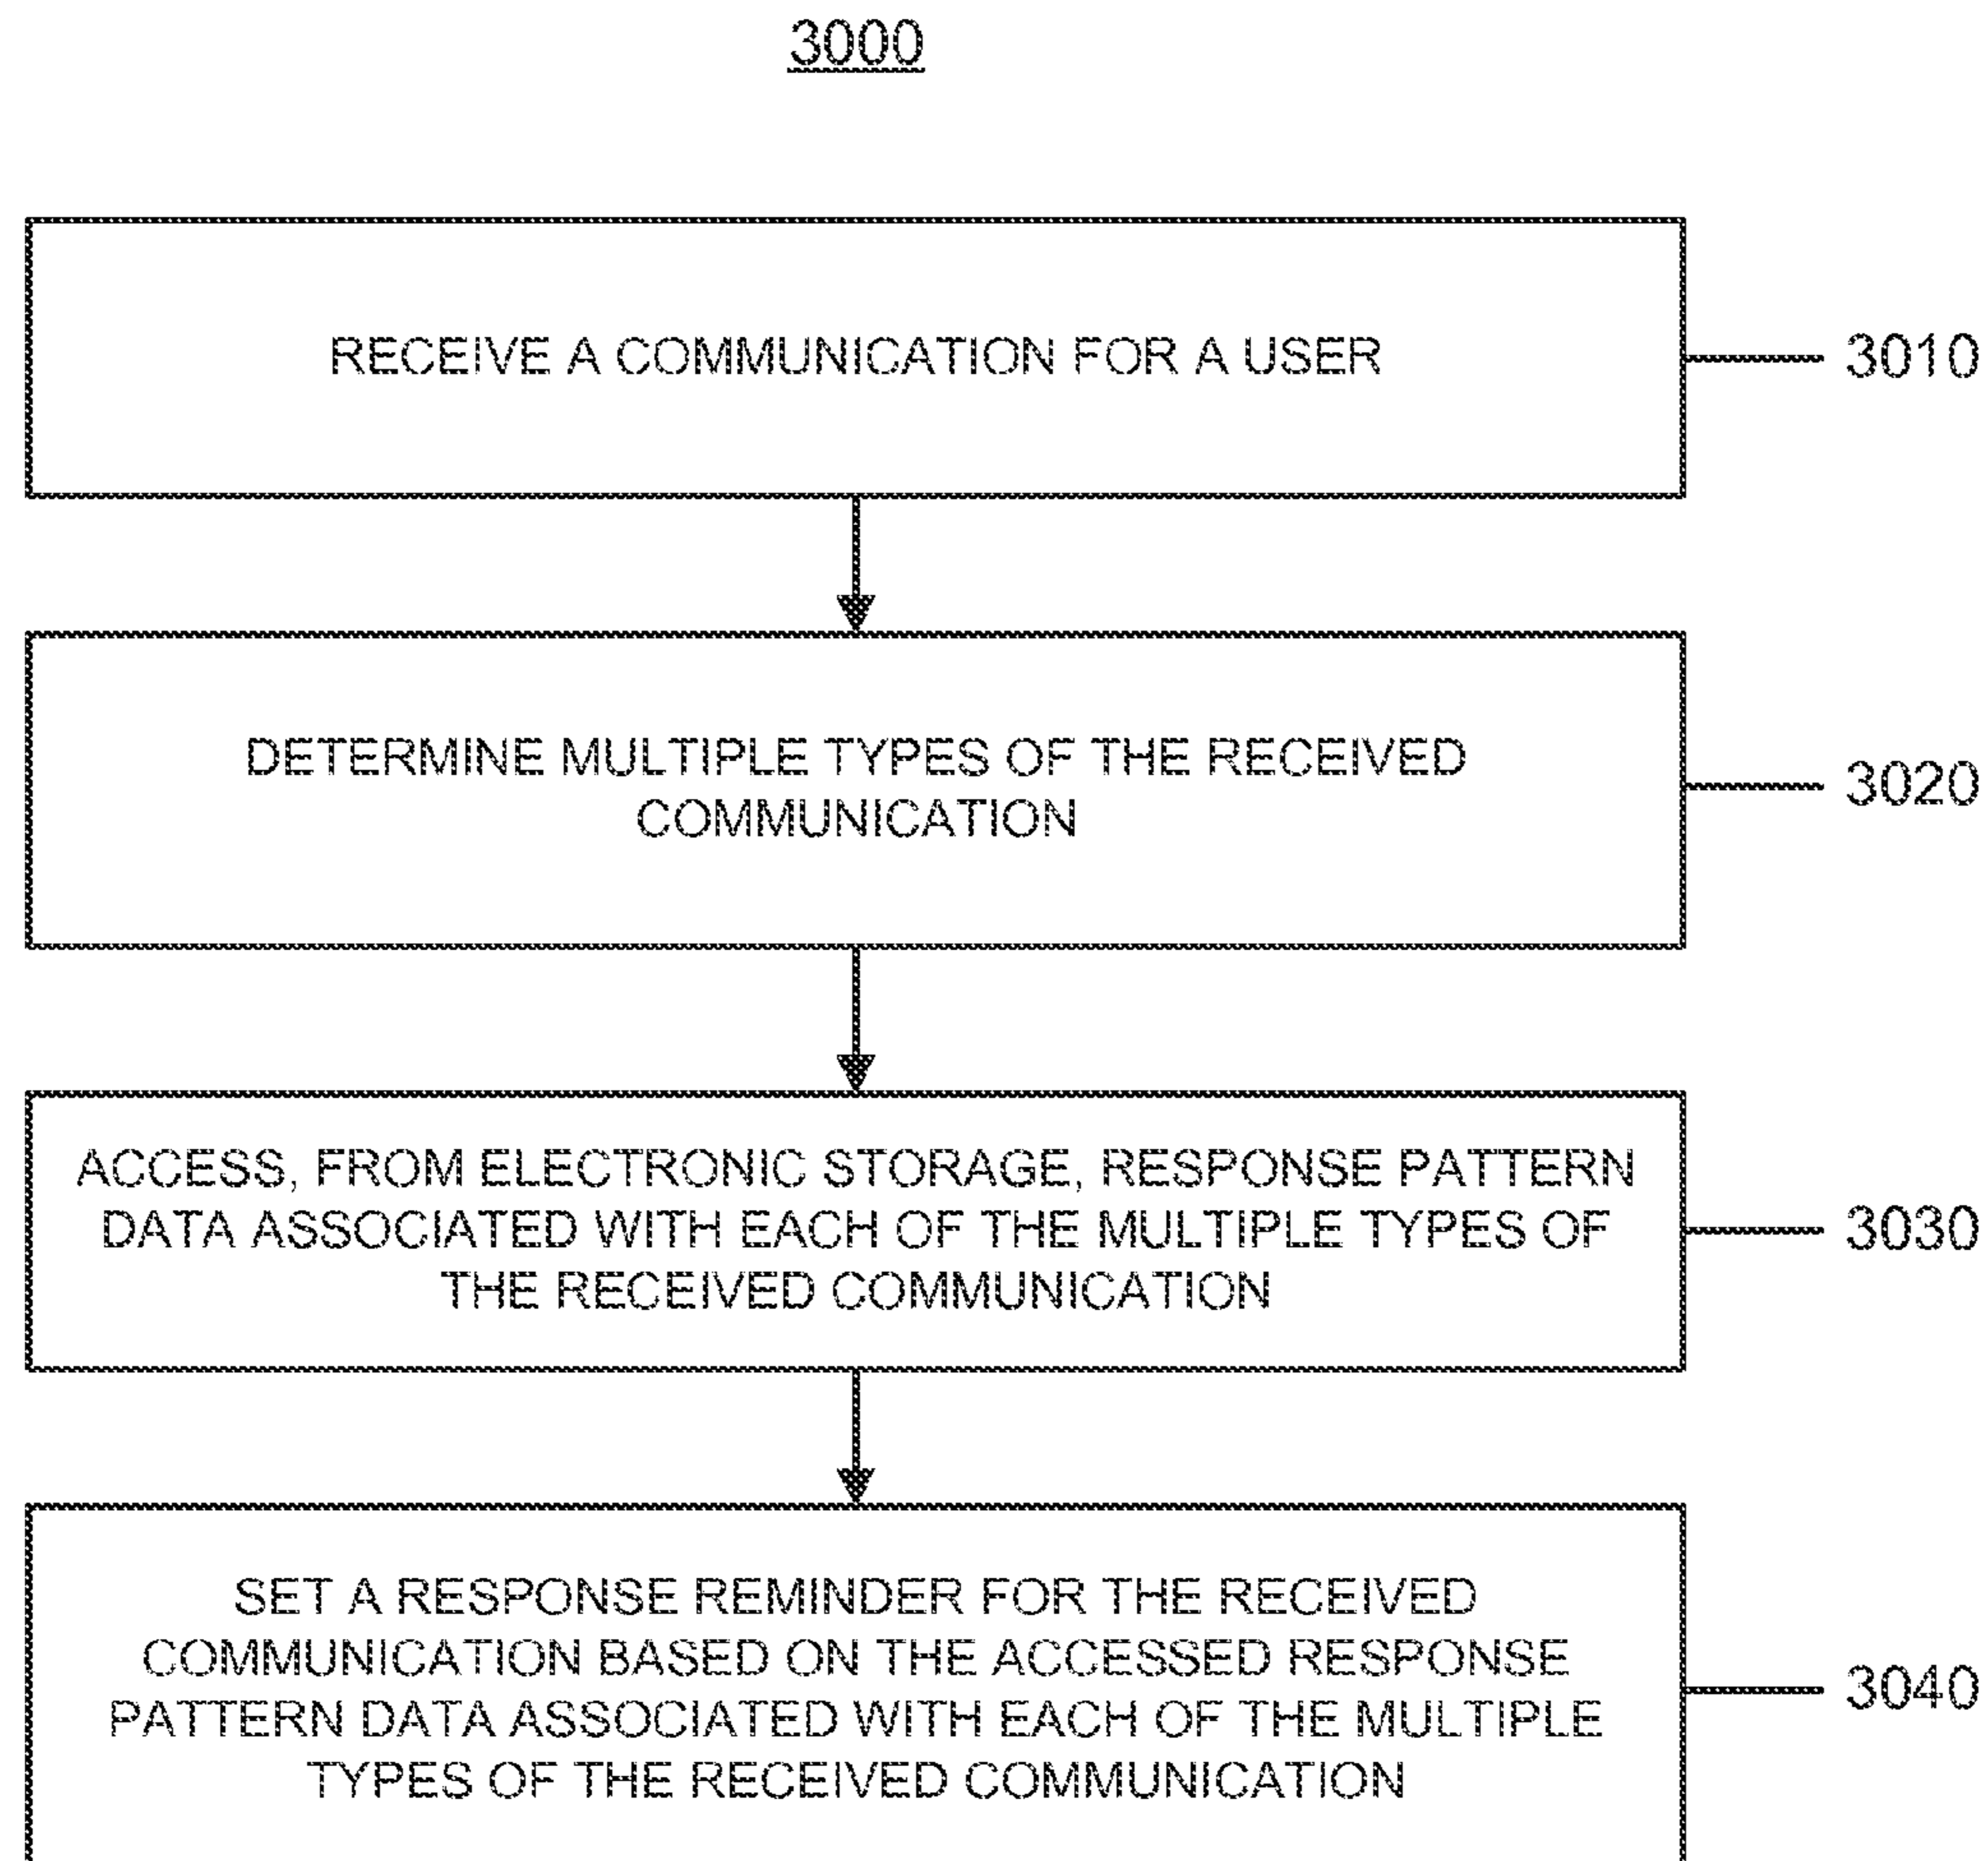 3000
RECEIVE A COMMUNICATION FOR A USER
3010
DETERMINE MULTIPLE TYPES OF THE RECEIVED
COMMUNICATION
3020
ACCESS, FROM ELECTRONIC STORAGE, RESPONSE PATTERN
DATA ASSOCIATED WITH EACH OF THE MULTIPLE TYPES OF
THE RECEIVED COMMUNICATION
3030
SET A RESPONSE REMINDER FOR THE RECEIVED
COMMUNICATION BASED ON THE ACCESSED RESPONSE
PATTERN DATA ASSOCIATED WITH EACH OF THE MULTIPLE
TYPES OF THE RECEIVED COMMUNICATION
3040